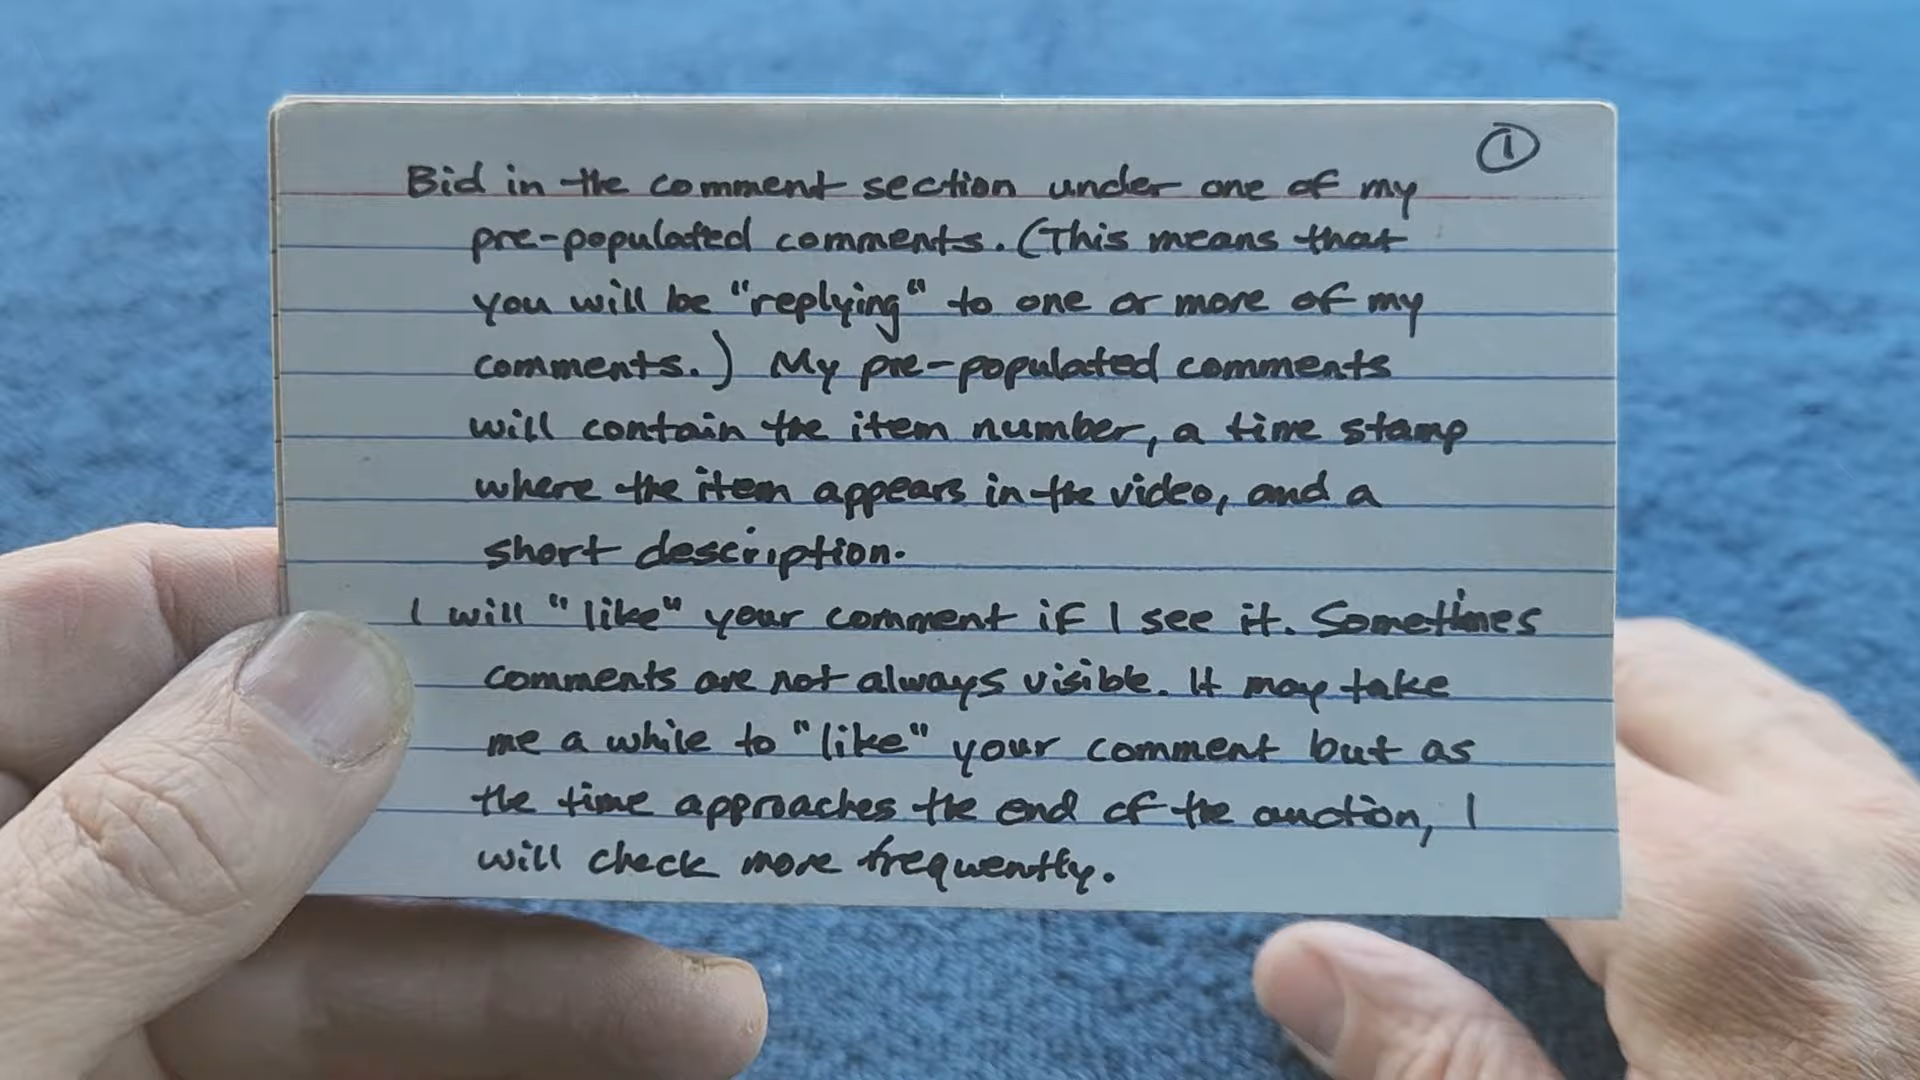 ①
Bid in the comment section under one of my
pre-populated comments. (This means that
you will be "replying" to one or more of my
comments.) My pre-populated comments
will contain the item number, a time stamp
where the item appears in the video, and a
short description.
I will "like" your comment if I see it. Sometimes
comments are not always visible. It may take
me a while to "like" your comment but as
the time approaches the end of the auction, I
will check more frequently.